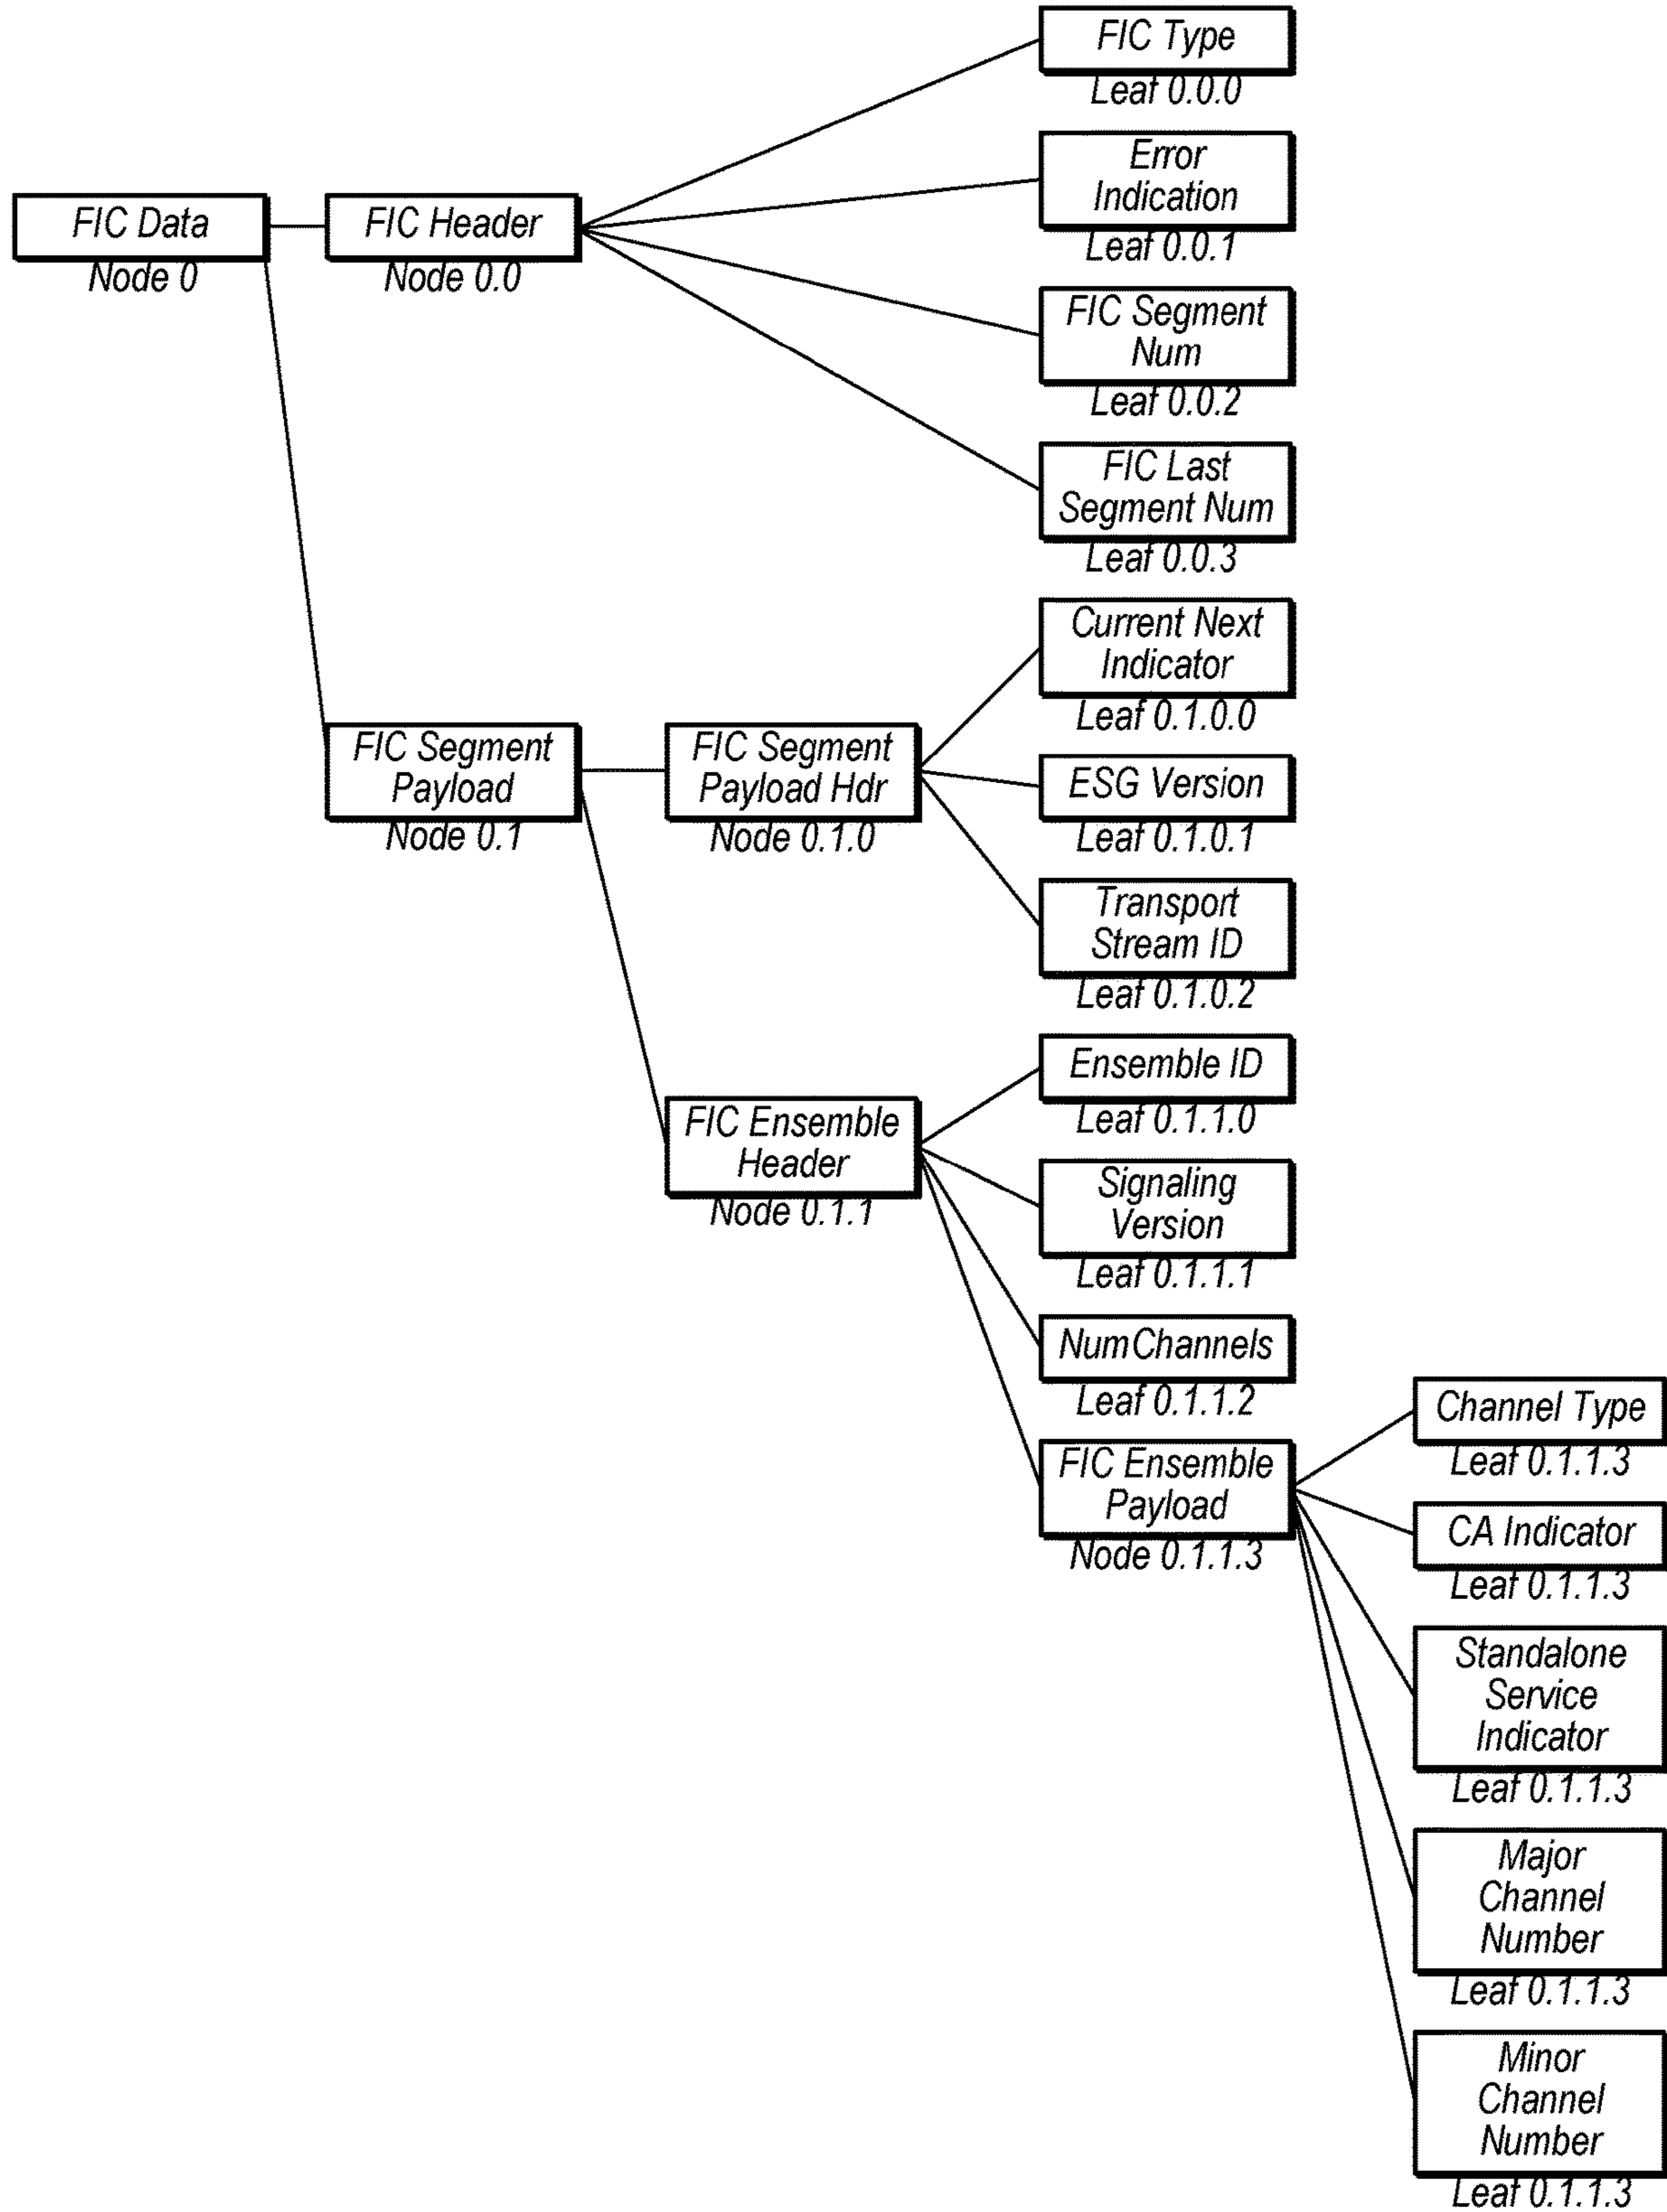 FIC Type
Leaf 0.0.0
Error
Indication
Leaf 0.0.1
FIC Data
Node 0
FIC Header
Node 0.0
FIC Segment
Num
Leaf 0.0.2
FIC Last
Segment Num
Leaf 0.0.3
Current Next
Indicator
Leaf 0.1.0.0
FIC Segment
Payload
Node 0.1
FIC Segment
Payload Hdr
Node 0.1.0
ESG Version
Leaf 0.1.0.1
Transport
Stream ID
Leaf 0.1.0.2
Ensemble ID
Leaf 0.1.1.0
FIC Ensemble
Header
Node 0.1.1
Signaling
Version
Leaf 0.1.1.1
NumChannels
Leaf 0.1.1.2
FIC Ensemble
Payload
Node 0.1.1.3
Channel Type
Leaf 0.1.1.3
CA Indicator
Leaf 0.1.1.3
Standalone
Service
Indicator
Leaf 0.1.1.3
Major
Channel
Number
Leaf 0.1.1.3
Minor
Channel
Number
Leaf 0.1.1.3